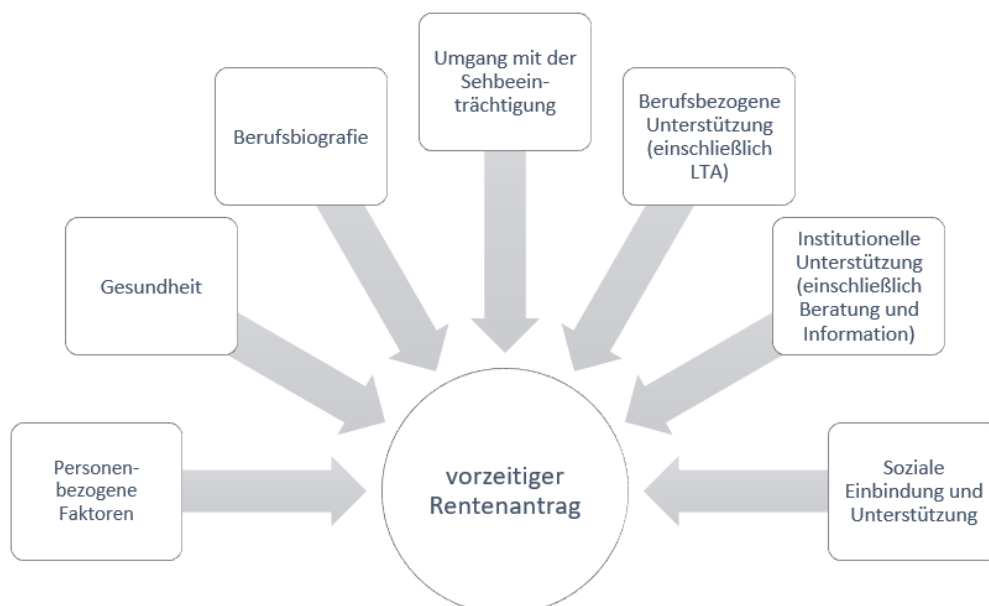 Umgang mit der
Sehbeein-
trächtigung
Berufsbiografie
Berufsbezogene
Unterstützung
(einschließlich
LTA)
Gesundheit
Institutionelle
Unterstützung
(einschließlich
Beratung und
Information)
Personen-
bezogene
Faktoren
vorzeitiger
Rentenantrag
Soziale
Einbindung und
Unterstützung